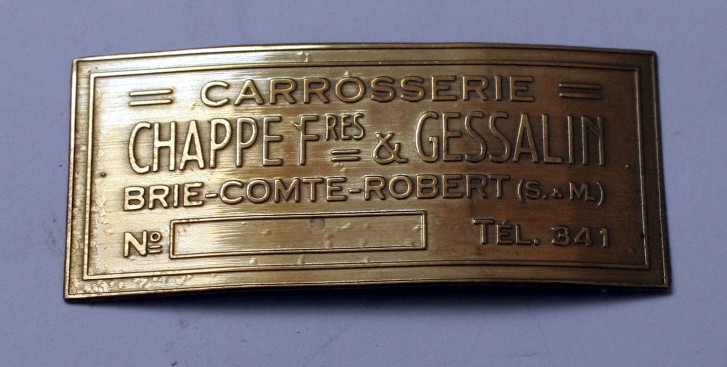 = CARROSSERIE =
CHAPPE FRES & GESSALIN
BRIE-COMTE-ROBERT (S. & M.)
Nº TÉL. 341